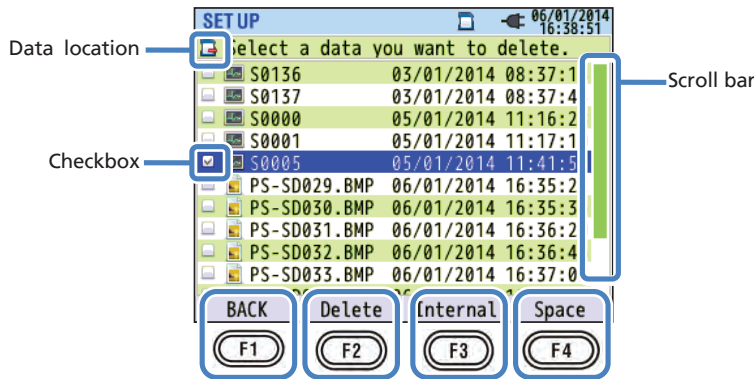 SET UP 06/01/2014
16:38:51
Data location
Select a data you want to delete.
S0136 03/01/2014 08:37:1
S0137 03/01/2014 08:37:4
Scroll bar
S0000 05/01/2014 11:16:2
S0001 05/01/2014 11:17:1
Checkbox
S0005 05/01/2014 11:41:5
PS-SD029.BMP 06/01/2014 16:35:2
PS-SD030.BMP 06/01/2014 16:35:3
PS-SD031.BMP 06/01/2014 16:36:2
PS-SD032.BMP 06/01/2014 16:36:4
PS-SD033.BMP 06/01/2014 16:37:0
BACK Delete Internal Space
F1 F2 F3 F4